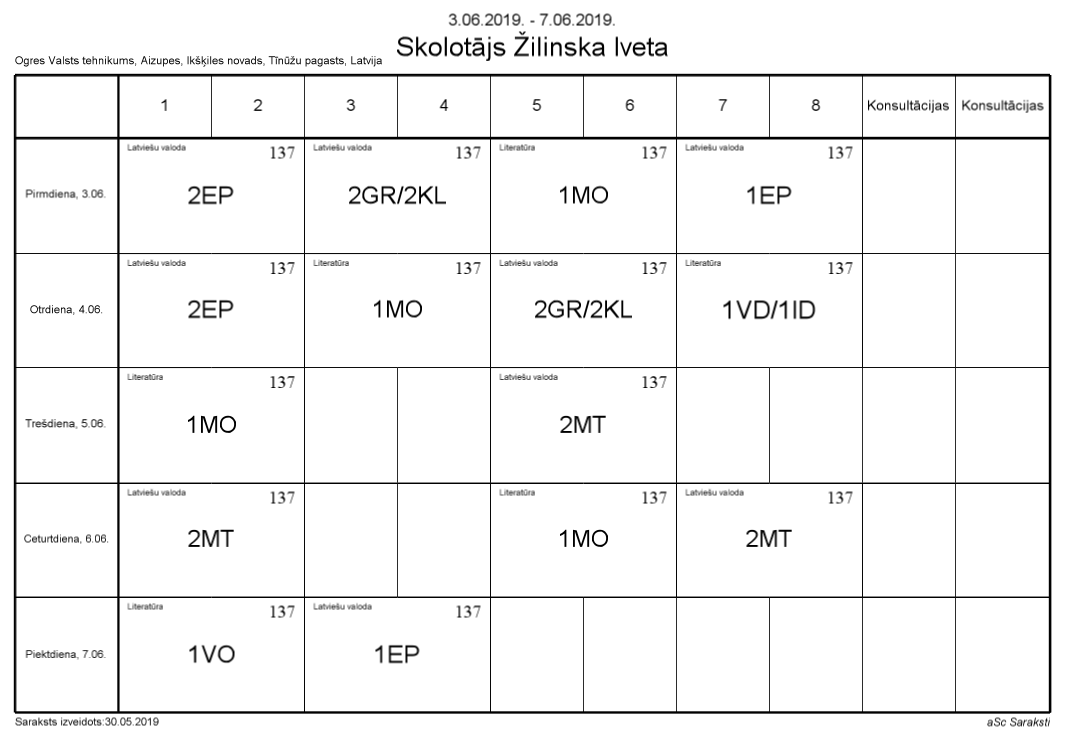 3.06.2019. - 7.06.2019.
Skolotājs Žilinska Iveta
Ogres Valsts tehnikums, Aizupes, Ikšķiles novads, Tīnūžu pagasts, Latvija
1 2 3 4 5 6 7 8 Konsultācijas Konsultācijas
Latviešu valoda 137 Latviešu valoda 137 Literatūra 137 Latviešu valoda 137
Pirmdiena, 3.06. 2EP 2GR/2KL 1MO 1EP
Latviešu valoda 137 Literatūra 137 Latviešu valoda 137 Literatūra 137
Otrdiena, 4.06. 2EP 1MO 2GR/2KL 1VD/1ID
Literatūra 137 Latviešu valoda 137
Trešdiena, 5.06. 1MO 2MT
Latviešu valoda 137 Literatūra 137 Latviešu valoda 137
Ceturtdiena, 6.06. 2MT 1MO 2MT
Literatūra 137 Latviešu valoda 137
Piektdiena, 7.06. 1VO 1EP
Saraksts izveidots:30.05.2019 aSc Saraksti